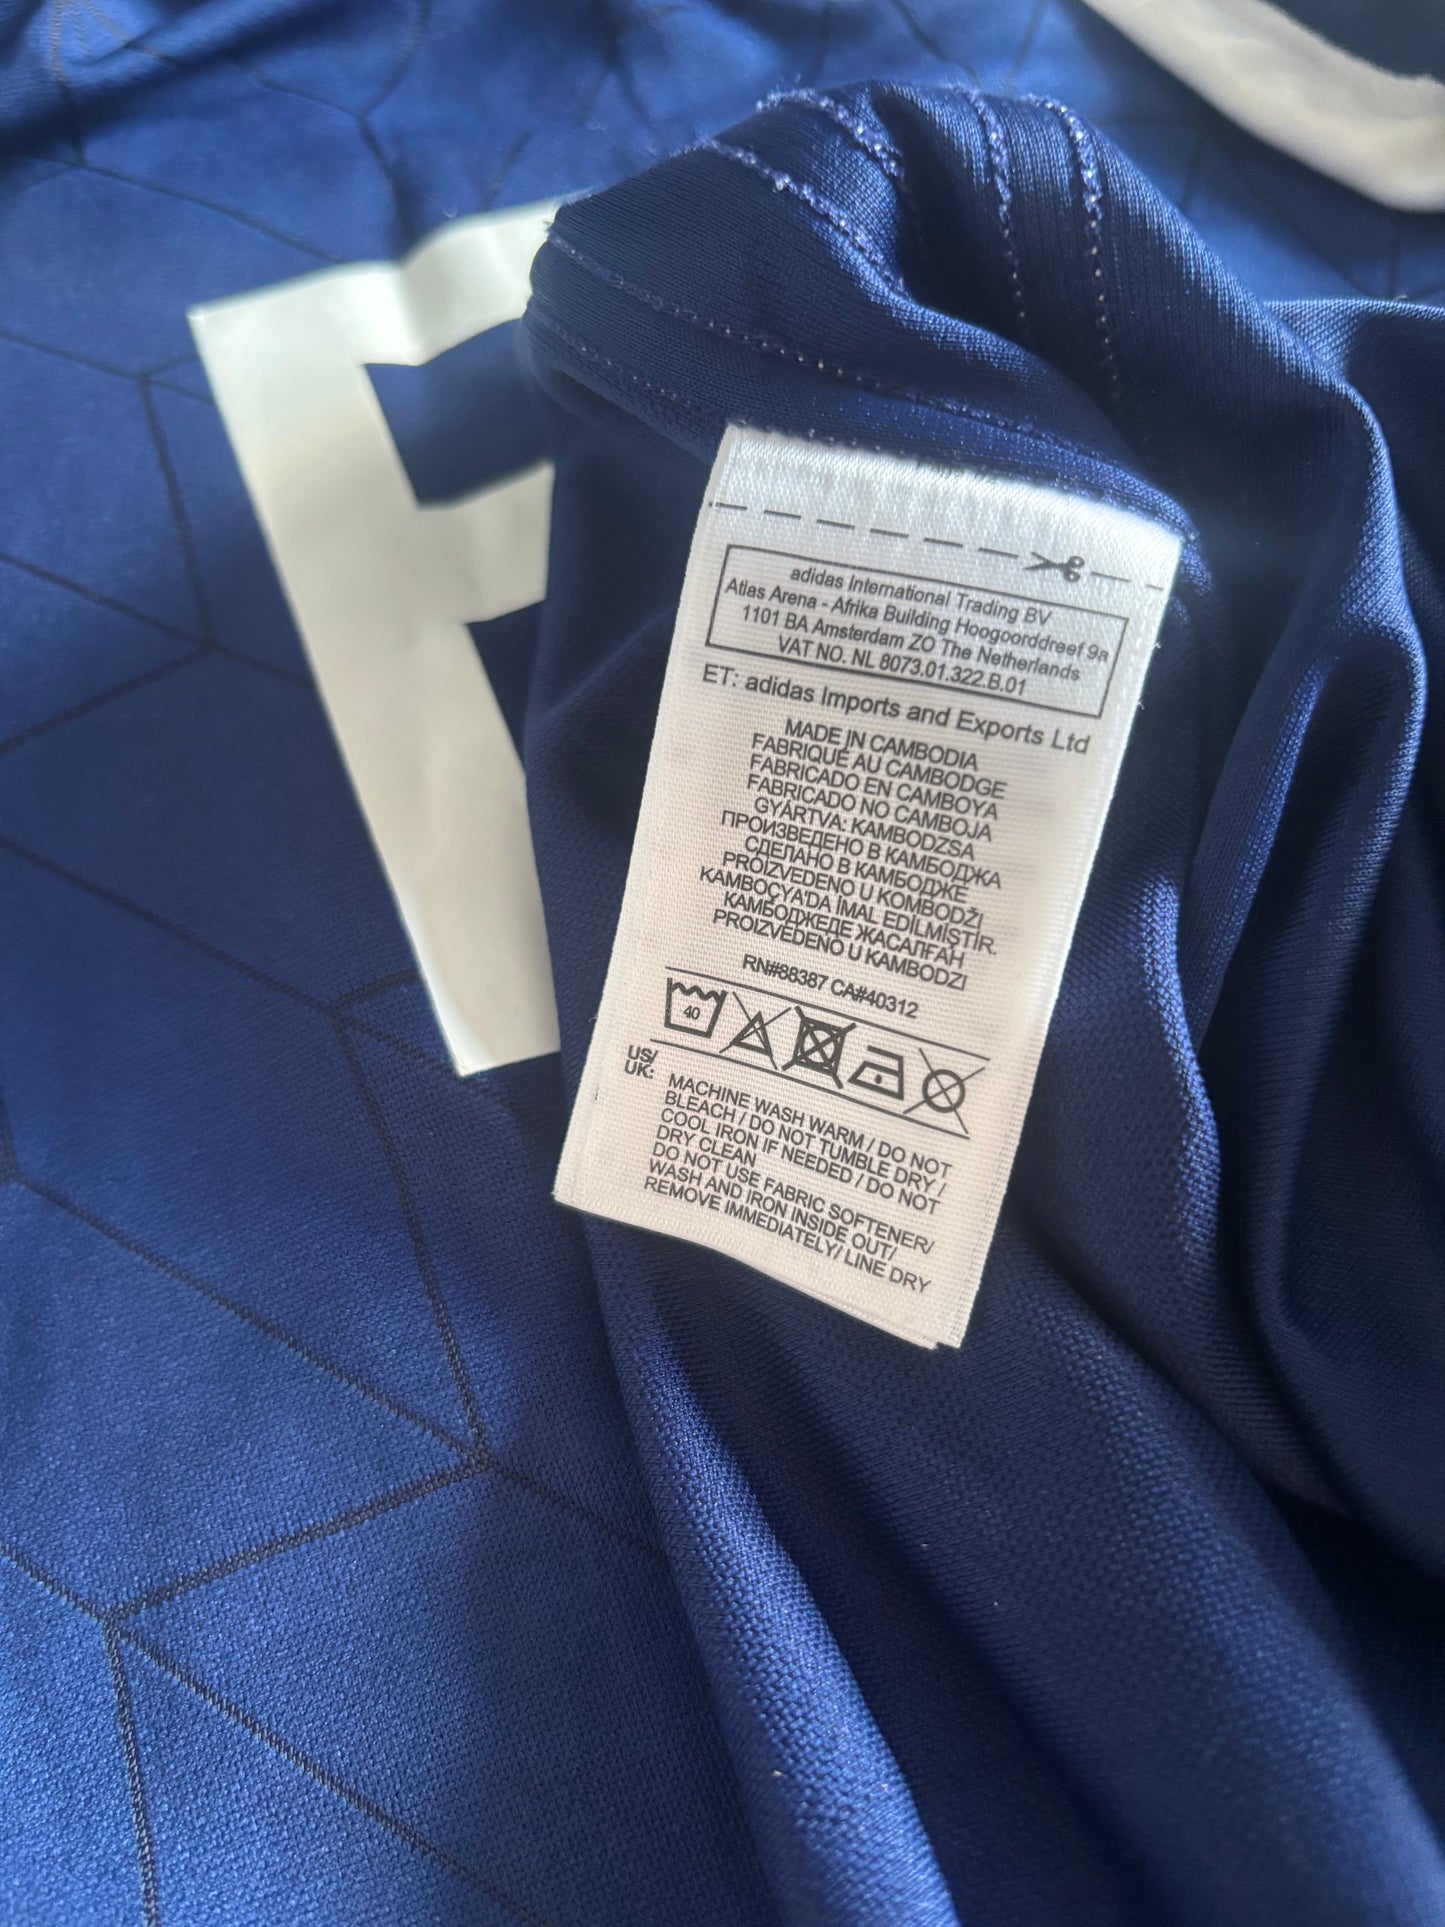 adidas International Trading BV
Atlas Arena - Afrika Building Hoogoorddreef 9a
1101 BA Amsterdam ZO The Netherlands
VAT NO. NL 8073.01.322.B.01
ET: adidas Imports and Exports Ltd
MADE IN CAMBODIA
FABRIQUÉ AU CAMBODGE
FABRICADO EN CAMBOYA
FABRICADO NO CAMBOJA
GYÁRTVA: KAMBODZSA
ПРОИЗВЕДЕНО В КАМБОДЖА
СДЕЛАНО В КАМБОДЖЕ
PROIZVEDENO U KOMBODŽI
KAMBOÇYA'DA İMAL EDİLMİŞTİR.
КАМБОДЖЕДЕ ЖАСАЛҒАН
PROIZVEDENO U KAMBODZI
RN#88387 CA#40312
40
US/
UK:
MACHINE WASH WARM / DO NOT
BLEACH / DO NOT TUMBLE DRY /
COOL IRON IF NEEDED / DO NOT
DRY CLEAN
DO NOT USE FABRIC SOFTENER/
WASH AND IRON INSIDE OUT/
REMOVE IMMEDIATELY/ LINE DRY